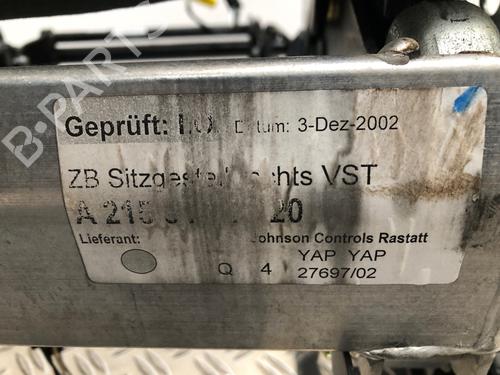 B-PARTS
Geprüft: I.O. Datum: 3-Dez-2002
ZB Sitzgestell rechts VST
A 215 20
Lieferant: Johnson Controls Rastatt
YAP YAP
Q 4 27697/02